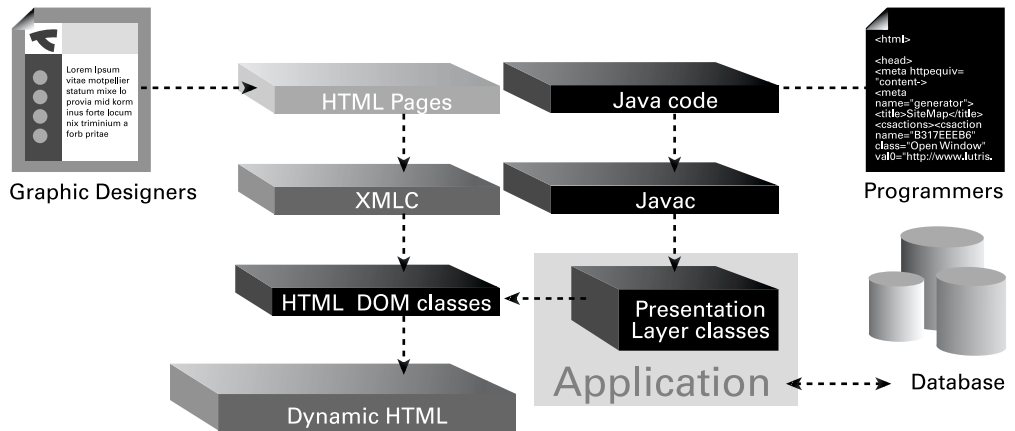 Lorem Ipsum
vitae motpellier
statum mixe lo
provia mid korm
inus forte locum
nix triminium a
forb pritae
Graphic Designers
HTML Pages
Java code
<html>
<head>
<meta httpequiv=
"content->
<meta
name="generator">
<title>SiteMap</title>
<csactions><csaction
name="B317EEEB6"
class="Open Window"
val0="http://www.lutris.
Programmers
XMLC
Javac
HTML DOM classes
Presentation
Layer classes
Application
Database
Dynamic HTML